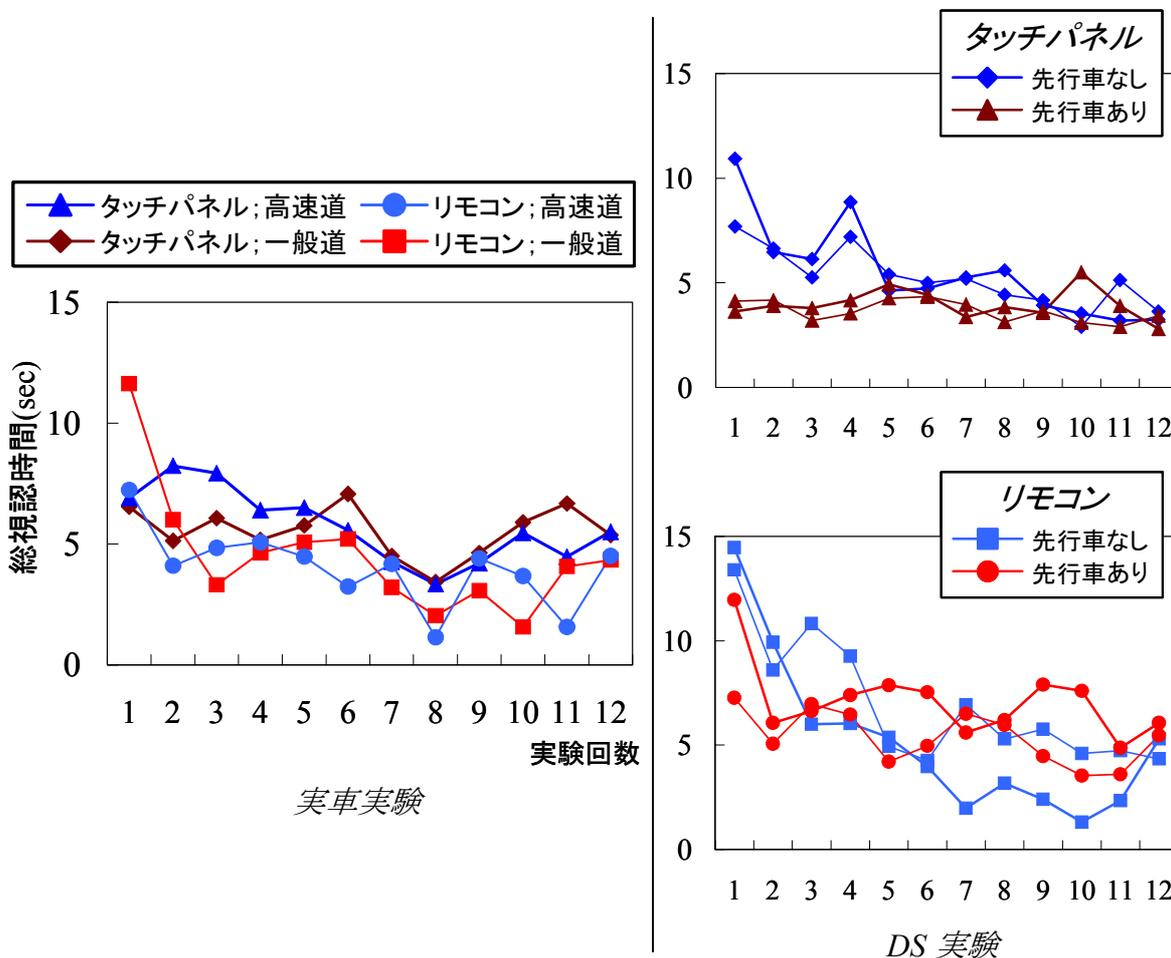 タッチパネル；高速道
リモコン；高速道
タッチパネル；一般道
リモコン；一般道
総視認時間(sec)
15
10
5
0
1 2 3 4 5 6 7 8 9 10 11 12
実験回数
実車実験
タッチパネル
先行車なし
先行車あり
15
10
5
0
1 2 3 4 5 6 7 8 9 10 11 12
リモコン
先行車なし
先行車あり
15
10
5
0
1 2 3 4 5 6 7 8 9 10 11 12
DS 実験